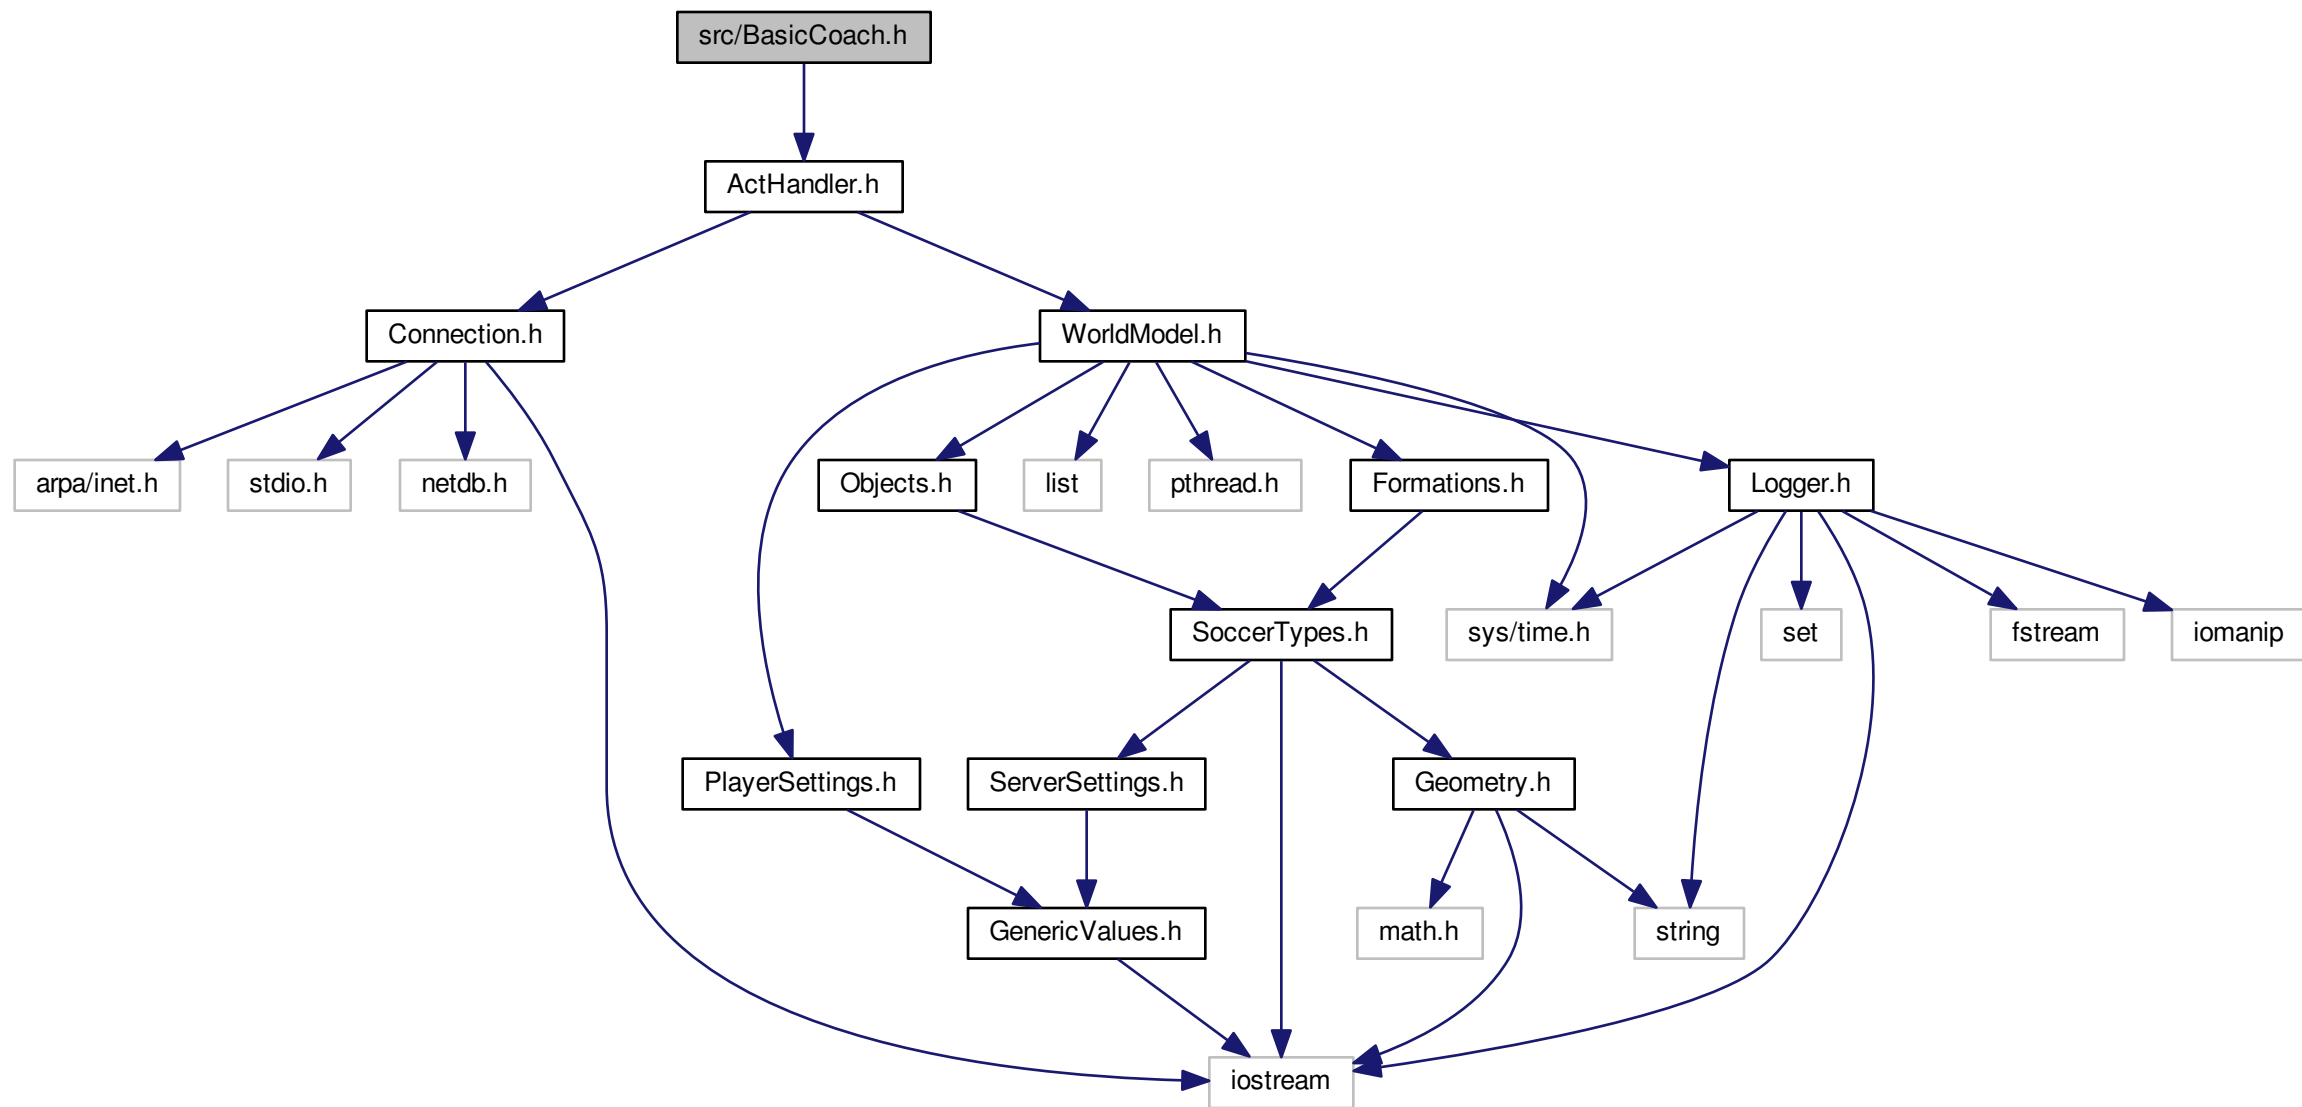 src/BasicCoach.h
ActHandler.h
Connection.h
WorldModel.h
arpa/inet.h
stdio.h
netdb.h
Objects.h
list
pthread.h
Formations.h
Logger.h
SoccerTypes.h
sys/time.h
set
fstream
iomanip
PlayerSettings.h
ServerSettings.h
Geometry.h
GenericValues.h
math.h
string
iostream